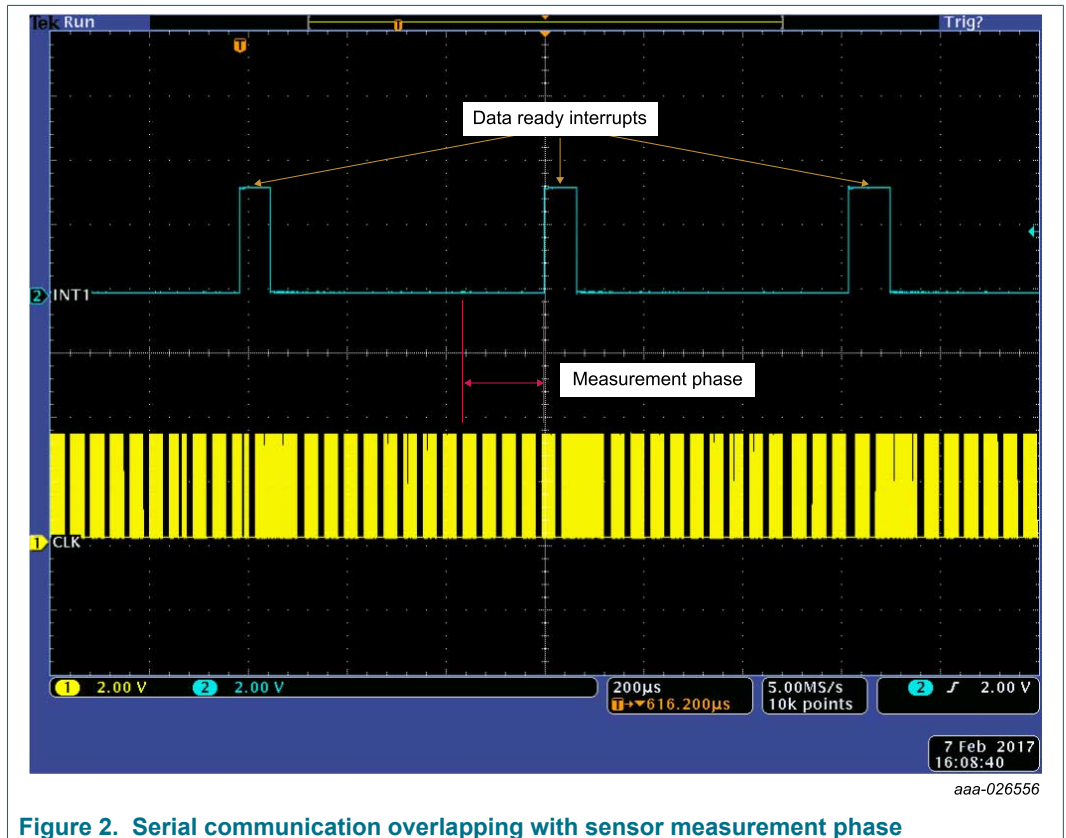 Tek Run Trig?
T
T
Data ready interrupts
2 INT1
Measurement phase
1 CLK
1 2.00 V 2 2.00 V 200µs 5.00MS/s 2 2.00 V
T→▼616.200µs 10k points
7 Feb 2017
16:08:40
aaa-026556
Figure 2. Serial communication overlapping with sensor measurement phase